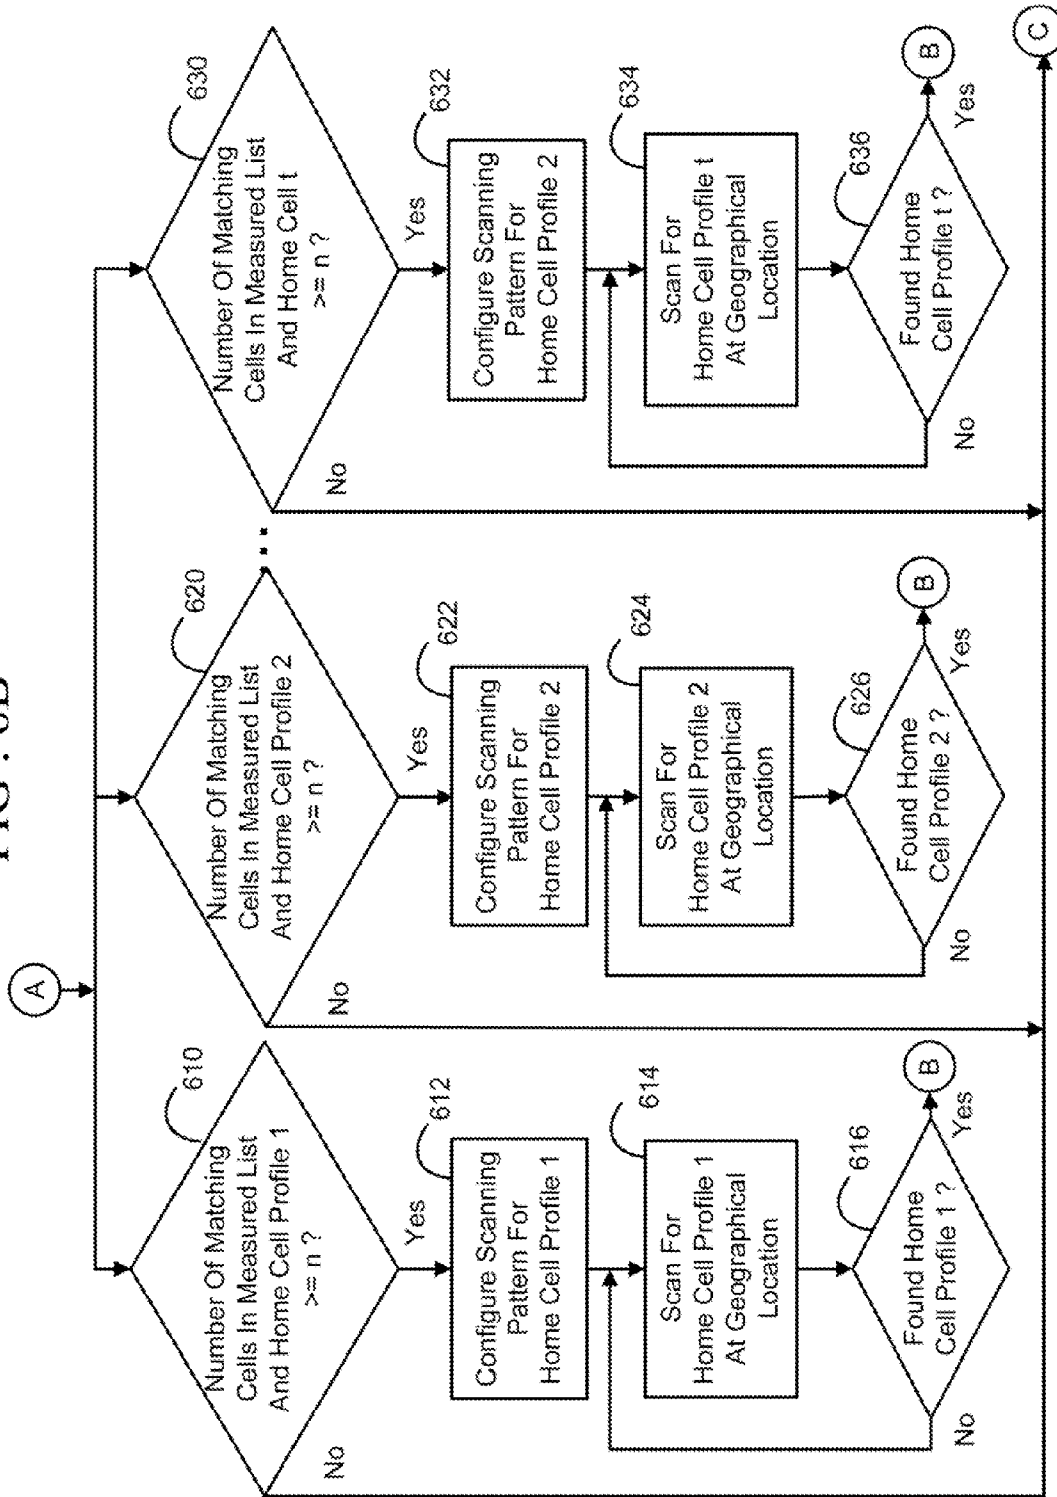 FIG .
A
610
Number Of Matching
Cells In Measured List
And Home Cell Profile 1
>= n ?
No
Yes
612
Configure Scanning
Pattern For
Home Cell Profile 1
614
Scan For
Home Cell Profile 1
At Geographical
Location
616
Found Home
Cell Profile 1 ?
No
Yes
B
620
Number Of Matching
Cells In Measured List
And Home Cell Profile 2
>= n ?
No
Yes
622
Configure Scanning
Pattern For
Home Cell Profile 2
624
Scan For
Home Cell Profile 2
At Geographical
Location
626
Found Home
Cell Profile 2 ?
No
Yes
B
...
630
Number Of Matching
Cells In Measured List
And Home Cell t
>= n ?
No
Yes
632
Configure Scanning
Pattern For
Home Cell Profile 2
634
Scan For
Home Cell Profile t
At Geographical
Location
636
Found Home
Cell Profile t ?
No
Yes
B
C